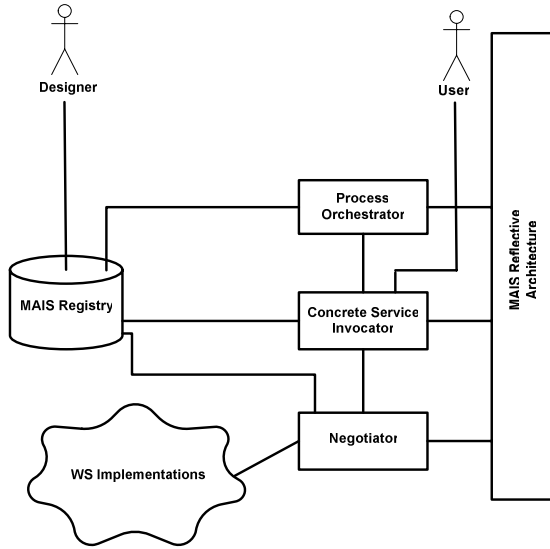 Designer
User
Process
Orchestrator
MAIS Reflective
Architecture
MAIS Registry
Concrete Service
Invocator
Negotiator
WS Implementations